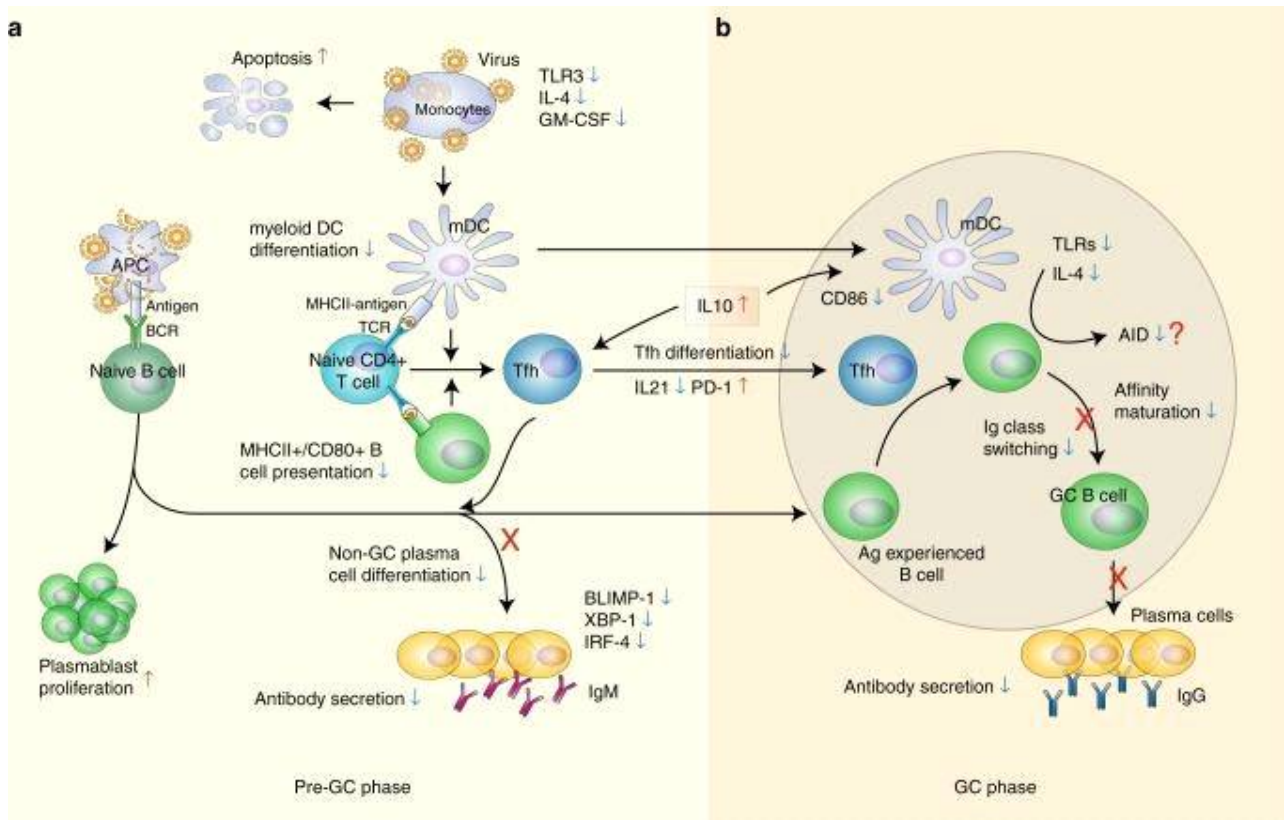 a
b
Apoptosis ↑
Virus
Monocytes
TLR3 ↓
IL-4 ↓
GM-CSF ↓
myeloid DC
differentiation ↓
mDC
APC
Antigen
BCR
Naive B cell
MHCII-antigen
TCR
Naive CD4+
T cell
Tfh
MHCII+/CD80+ B
cell presentation ↓
IL10 ↑
Tfh differentiation ↓
IL21 ↓ PD-1 ↑
Non-GC plasma
cell differentiation ↓
X
BLIMP-1 ↓
XBP-1 ↓
IRF-4 ↓
Plasmablast
proliferation ↑
Antibody secretion ↓
IgM
Pre-GC phase
mDC
CD86 ↓
TLRs ↓
IL-4 ↓
AID ↓ ?
Tfh
Affinity
maturation ↓
X
Ig class
switching ↓
GC B cell
Ag experienced
B cell
X
Plasma cells
Antibody secretion ↓
IgG
GC phase